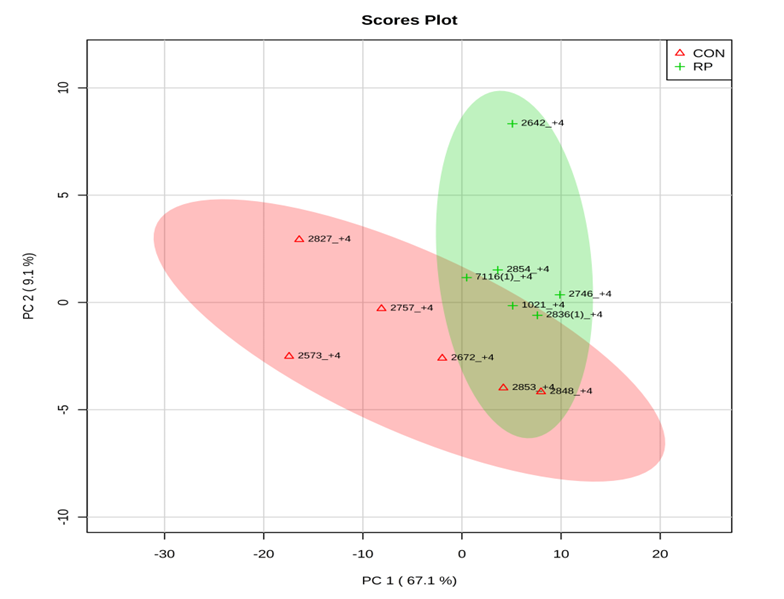 Scores Plot
CON
RP
10
5
0
-5
-10
PC 2 ( 9.1 %)
2642_+4
2827_+4
2854_+4
7116(1)_+4
2746_+4
2757_+4
1021_+4
2836(1)_+4
2573_+4
2672_+4
2853_+4
2848_+4
-30 -20 -10 0 10 20
PC 1 ( 67.1 %)